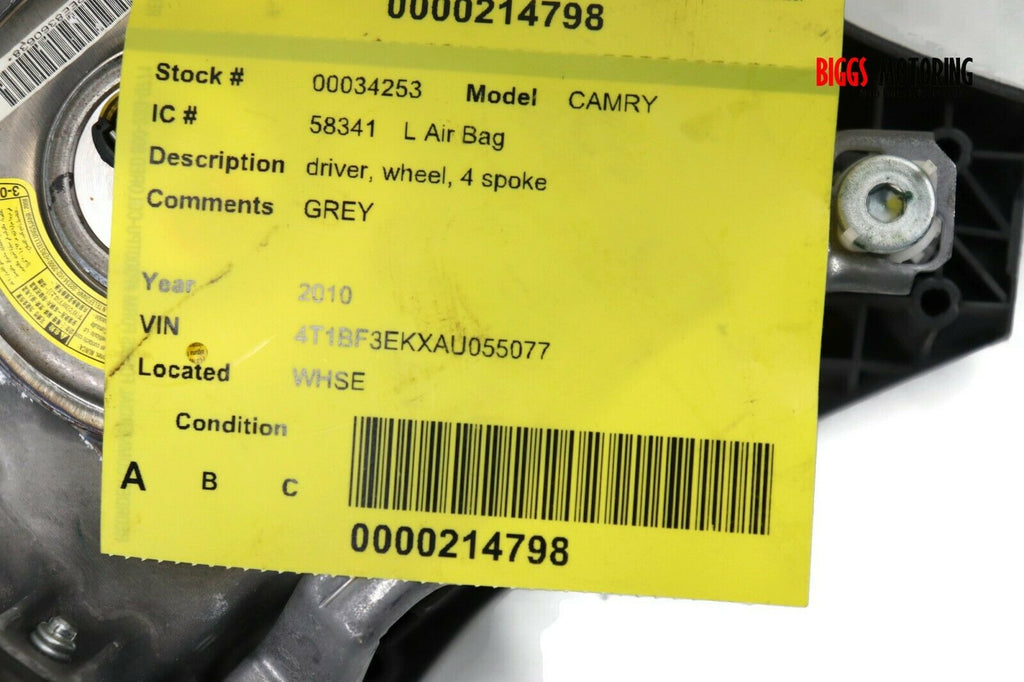 0000214798
BIGGS MOTORING
Stock # 00034253 Model CAMRY
IC # 58341 L Air Bag
Description driver, wheel, 4 spoke
Comments GREY
Year 2010
VIN 4T1BF3EKXAU055077
Located WHSE
Condition
A B C
0000214798